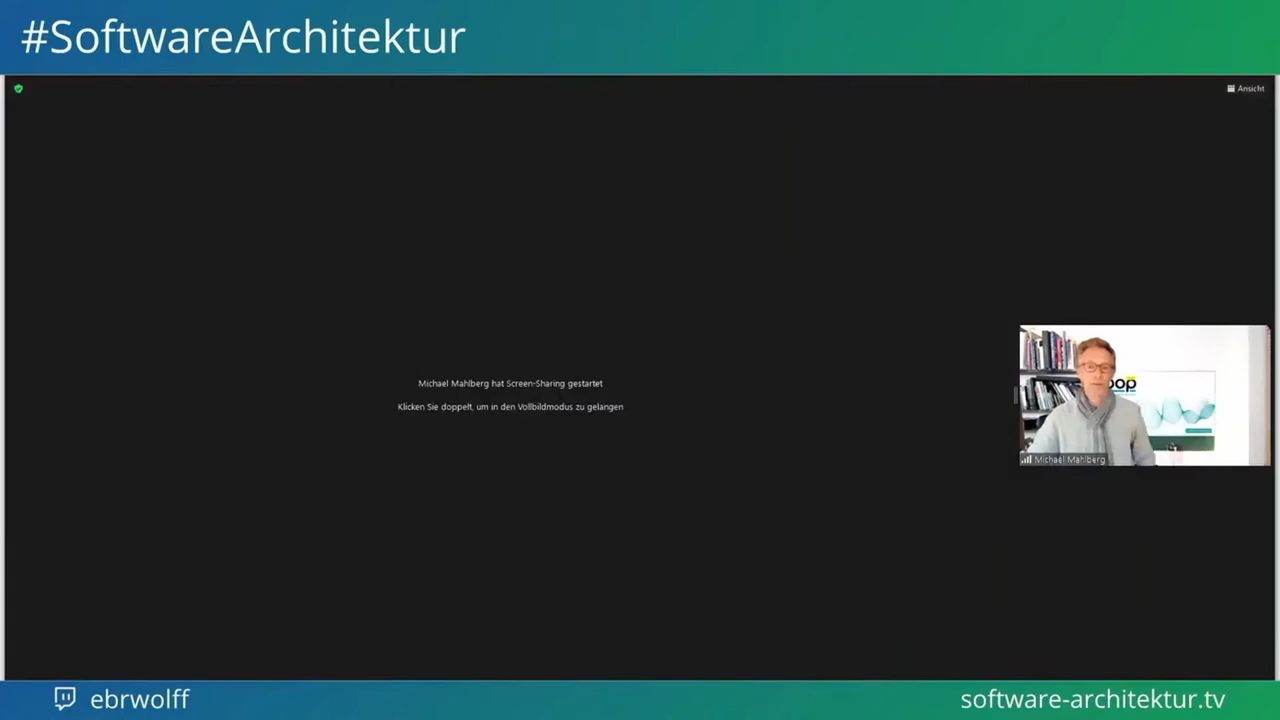 #SoftwareArchitektur
Ansicht
Michael Mahlberg hat Screen-Sharing gestartet
Klicken Sie doppelt, um in den Vollbildmodus zu gelangen
oop
Michael Mahlberg
ebrwolff
software-architektur.tv